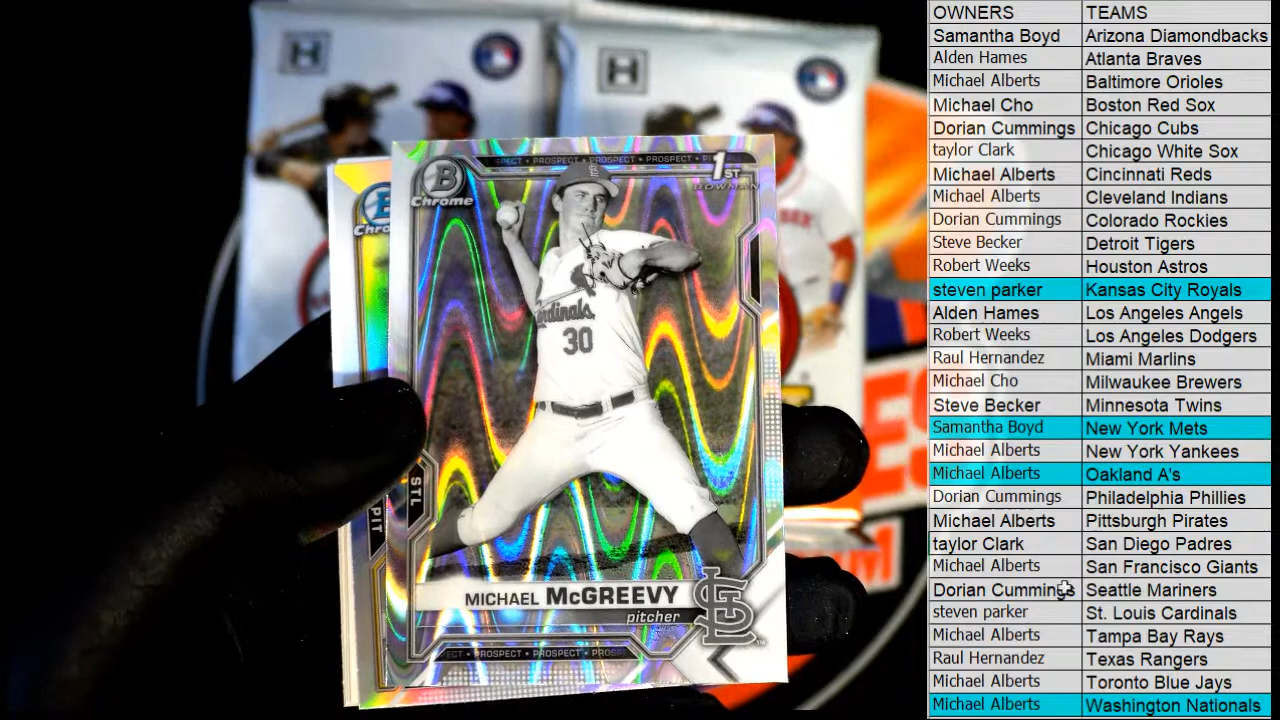 OWNERS TEAMS
Samantha Boyd Arizona Diamondbacks
Alden Hames Atlanta Braves
Michael Alberts Baltimore Orioles
Michael Cho Boston Red Sox
Dorian Cummings Chicago Cubs
taylor Clark Chicago White Sox
Michael Alberts Cincinnati Reds
Michael Alberts Cleveland Indians
Dorian Cummings Colorado Rockies
Steve Becker Detroit Tigers
Robert Weeks Houston Astros
steven parker Kansas City Royals
Alden Hames Los Angeles Angels
Robert Weeks Los Angeles Dodgers
Raul Hernandez Miami Marlins
Michael Cho Milwaukee Brewers
Steve Becker Minnesota Twins
Samantha Boyd New York Mets
Michael Alberts New York Yankees
Michael Alberts Oakland A's
Dorian Cummings Philadelphia Phillies
Michael Alberts Pittsburgh Pirates
taylor Clark San Diego Padres
Michael Alberts San Francisco Giants
Dorian Cummings Seattle Mariners
steven parker St. Louis Cardinals
Michael Alberts Tampa Bay Rays
Raul Hernandez Texas Rangers
Michael Alberts Toronto Blue Jays
Michael Alberts Washington Nationals
H
H
PROSPECT • PROSPECT • PROSPECT
B
Chrome
1ST
BOWMAN
Cardinals
30
STL
PIT
MICHAEL McGREEVY
pitcher
STL
PROSPECT • PROSPECT